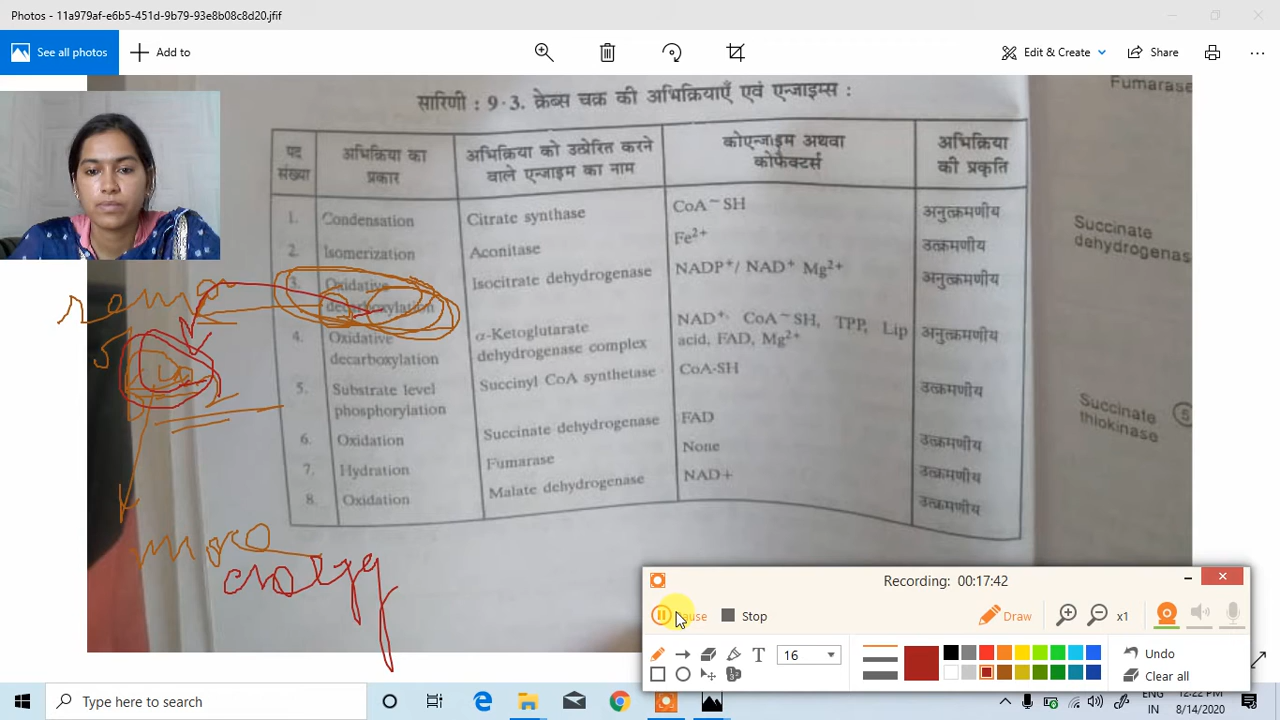 Photos - 11a979af-e6b5-451d-9b79-93e8b08c8d20.jfif
See all photos
Add to
Edit & Create
Share
सारिणी : 9·3. क्रेब्स चक्र की अभिक्रियाएँ एवं एन्जाइम्स :
पद संख्या
अभिक्रिया का प्रकार
अभिक्रिया को उत्प्रेरित करने वाले एन्जाइम का नाम
कोएन्जाइम अथवा कोफैक्टर्स
अभिक्रिया की प्रकृति
1. Condensation Citrate synthase CoA~SH अनुत्क्रमणीय
2. Isomerization Aconitase Fe2+ उत्क्रमणीय
3. Oxidative decarboxylation Isocitrate dehydrogenase NADP+/ NAD+ Mg2+ अनुत्क्रमणीय
4. Oxidative decarboxylation α-Ketoglutarate dehydrogenase complex NAD+ CoA~SH, TPP, Lip acid, FAD, Mg2+ अनुत्क्रमणीय
5. Substrate level phosphorylation Succinyl CoA synthetase CoA-SH उत्क्रमणीय
6. Oxidation Succinate dehydrogenase FAD उत्क्रमणीय
7. Hydration Fumarase None उत्क्रमणीय
8. Oxidation Malate dehydrogenase NAD+ उत्क्रमणीय
Fumarase
Succinate
dehydrogenas
Succinate
thiokinase
5
more
Recording: 00:17:42
Pause
Stop
Draw
x1
16
Undo
Clear all
Type here to search
ENG
IN
12:22 PM
8/14/2020